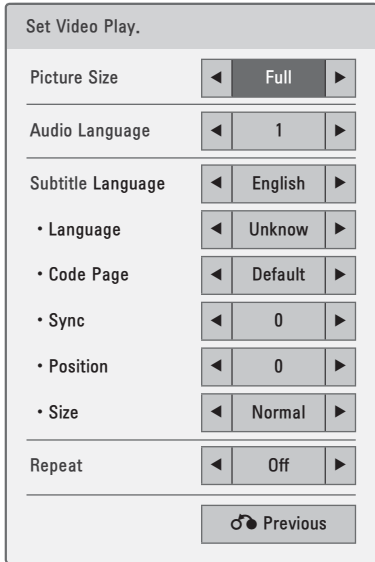 Set Video Play.
Picture Size ◀ Full ▶
Audio Language ◀ 1 ▶
Subtitle Language ◀ English ▶
• Language ◀ Unknow ▶
• Code Page ◀ Default ▶
• Sync ◀ 0 ▶
• Position ◀ 0 ▶
• Size ◀ Normal ▶
Repeat ◀ Off ▶
Previous